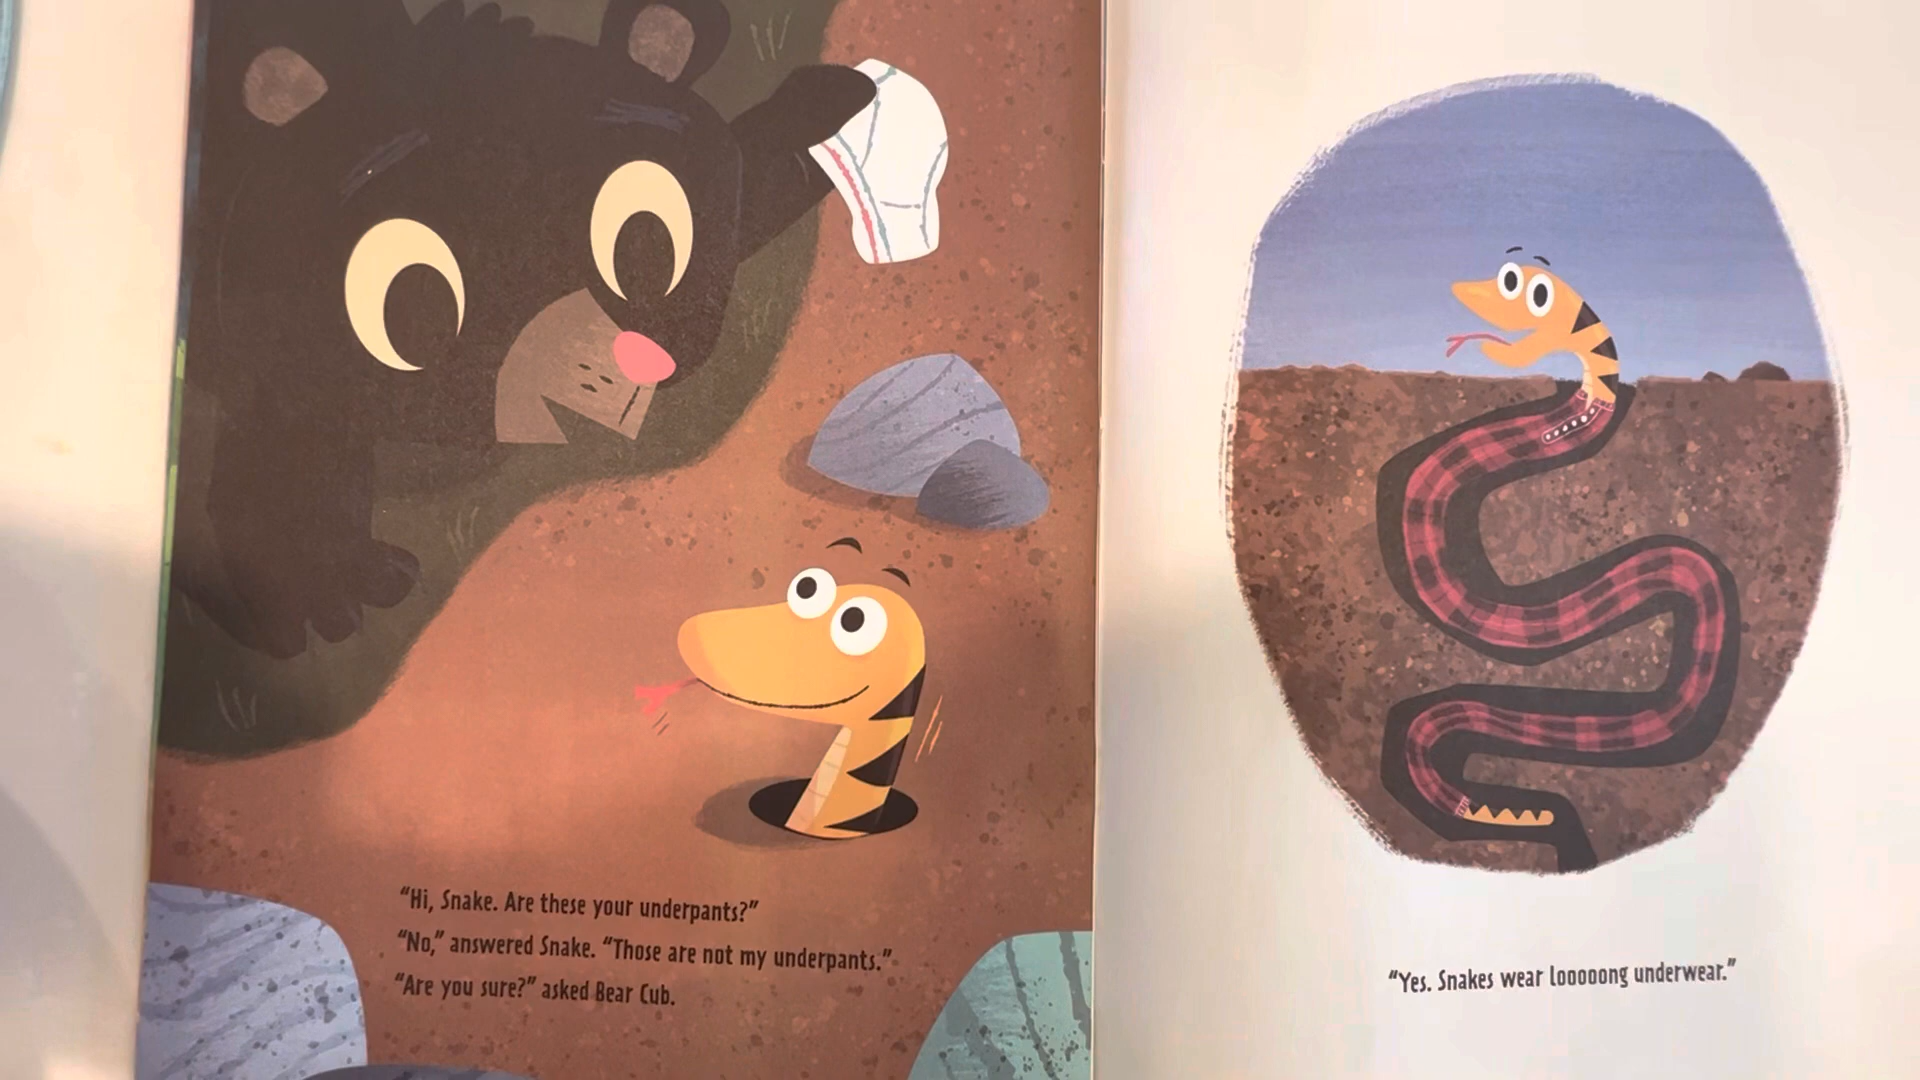 “Hi, Snake. Are these your underpants?”
“No,” answered Snake. “Those are not my underpants.”
“Are you sure?” asked Bear Cub.
“Yes. Snakes wear looooong underwear.”